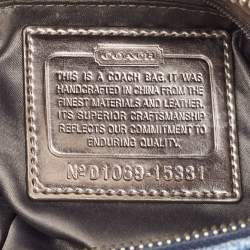 COACH
THIS IS A COACH BAG. IT WAS
HANDCRAFTED IN CHINA FROM THE
FINEST MATERIALS AND LEATHER.
ITS SUPERIOR CRAFTSMANSHIP
REFLECTS OUR COMMITMENT TO
ENDURING QUALITY.
Nº D1069-15381